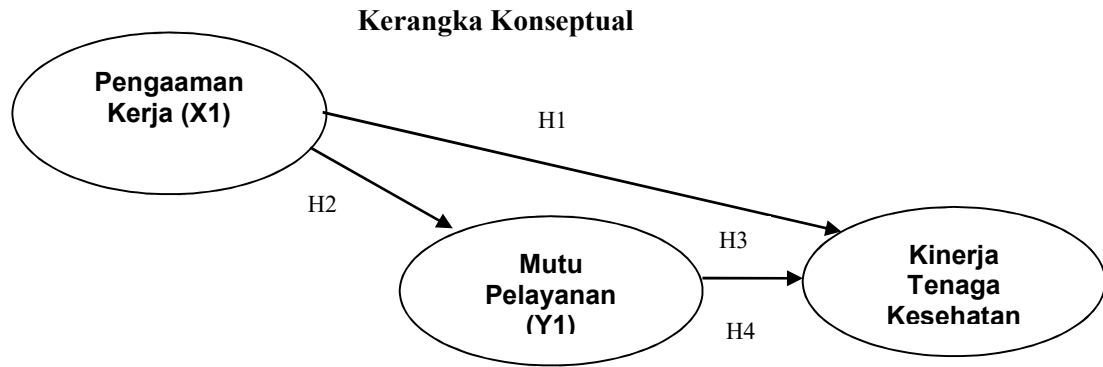 Kerangka Konseptual
Pengaaman
Kerja (X1)
H1
H2
H3
Mutu
Pelayanan
(Y1)
Kinerja
Tenaga
Kesehatan
H4